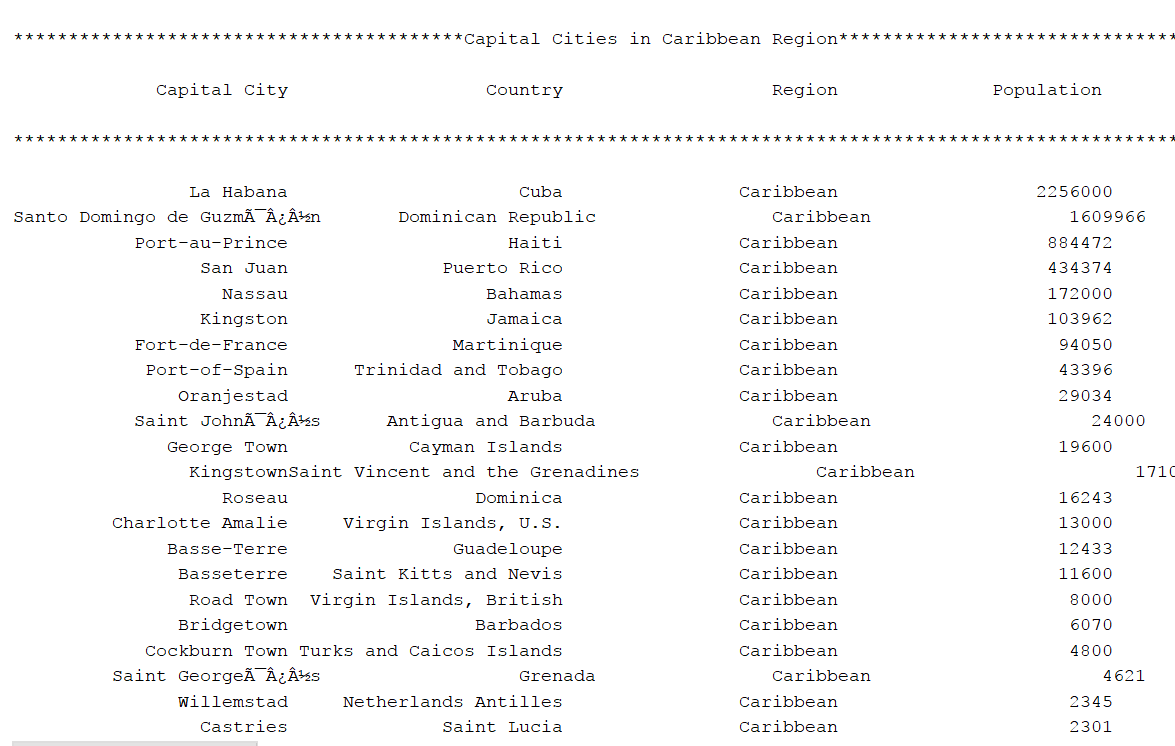 *****************************************Capital Cities in Caribbean Region*******************************
Capital City Country Region Population
**********************************************************************************************************
La Habana Cuba Caribbean 2256000
Santo Domingo de GuzmÃ¯Â¿Â½n Dominican Republic Caribbean 1609966
Port-au-Prince Haiti Caribbean 884472
San Juan Puerto Rico Caribbean 434374
Nassau Bahamas Caribbean 172000
Kingston Jamaica Caribbean 103962
Fort-de-France Martinique Caribbean 94050
Port-of-Spain Trinidad and Tobago Caribbean 43396
Oranjestad Aruba Caribbean 29034
Saint JohnÃ¯Â¿Â½s Antigua and Barbuda Caribbean 24000
George Town Cayman Islands Caribbean 19600
KingstownSaint Vincent and the Grenadines Caribbean 1710
Roseau Dominica Caribbean 16243
Charlotte Amalie Virgin Islands, U.S. Caribbean 13000
Basse-Terre Guadeloupe Caribbean 12433
Basseterre Saint Kitts and Nevis Caribbean 11600
Road Town Virgin Islands, British Caribbean 8000
Bridgetown Barbados Caribbean 6070
Cockburn Town Turks and Caicos Islands Caribbean 4800
Saint GeorgeÃ¯Â¿Â½s Grenada Caribbean 4621
Willemstad Netherlands Antilles Caribbean 2345
Castries Saint Lucia Caribbean 2301